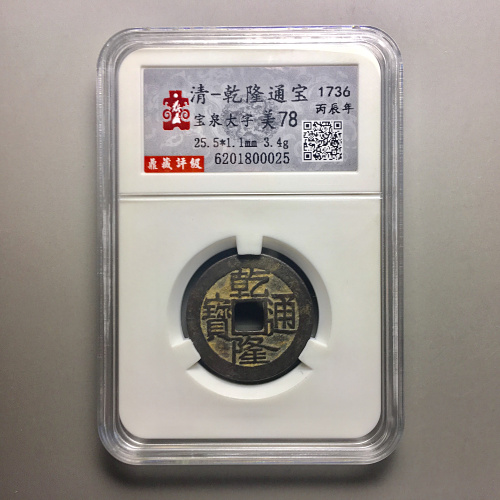 清-乾隆通宝 1736
宝泉大字 美78 丙辰年
25.5*1.1mm 3.4g
鼎藏評級 6201800025
乾隆通寶